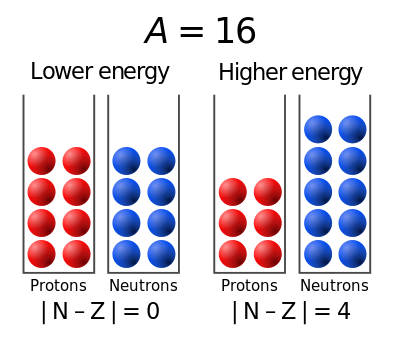 A = 16
Lower energy
Higher energy
Protons
Neutrons
Protons
Neutrons
| N – Z | = 0
| N – Z | = 4